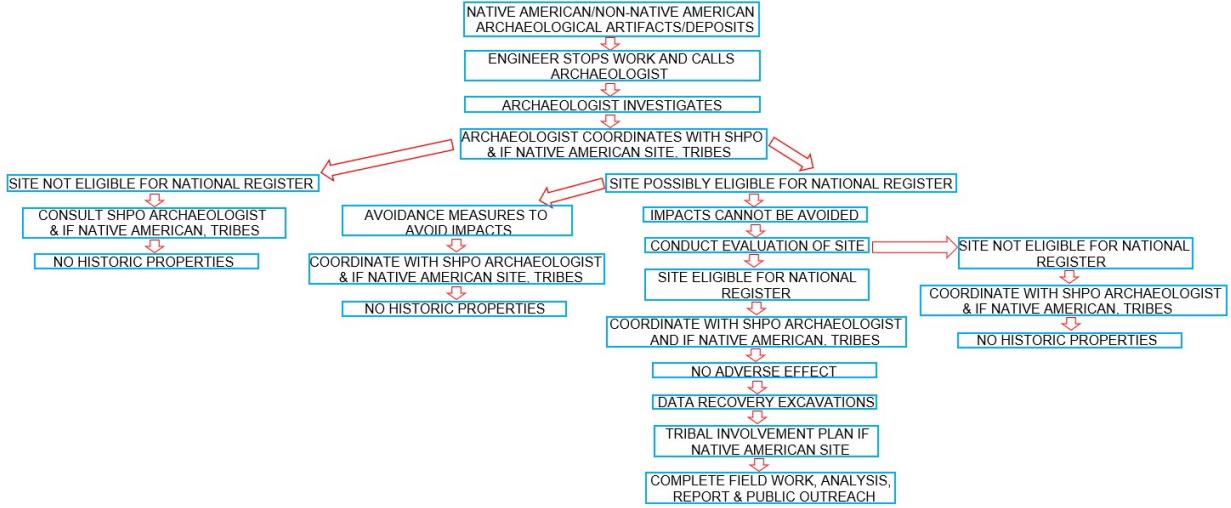 NATIVE AMERICAN/NON-NATIVE AMERICAN
ARCHAEOLOGICAL ARTIFACTS/DEPOSITS
ENGINEER STOPS WORK AND CALLS
ARCHAEOLOGIST
ARCHAEOLOGIST INVESTIGATES
ARCHAEOLOGIST COORDINATES WITH SHPO
& IF NATIVE AMERICAN SITE, TRIBES
SITE NOT ELIGIBLE FOR NATIONAL REGISTER
CONSULT SHPO ARCHAEOLOGIST
& IF NATIVE AMERICAN, TRIBES
NO HISTORIC PROPERTIES
SITE POSSIBLY ELIGIBLE FOR NATIONAL REGISTER
AVOIDANCE MEASURES TO
AVOID IMPACTS
COORDINATE WITH SHPO ARCHAEOLOGIST
& IF NATIVE AMERICAN SITE, TRIBES
NO HISTORIC PROPERTIES
IMPACTS CANNOT BE AVOIDED
CONDUCT EVALUATION OF SITE
SITE ELIGIBLE FOR NATIONAL
REGISTER
COORDINATE WITH SHPO ARCHAEOLOGIST
AND IF NATIVE AMERICAN, TRIBES
NO ADVERSE EFFECT
DATA RECOVERY EXCAVATIONS
TRIBAL INVOLVEMENT PLAN IF
NATIVE AMERICAN SITE
COMPLETE FIELD WORK, ANALYSIS,
REPORT & PUBLIC OUTREACH
SITE NOT ELIGIBLE FOR NATIONAL
REGISTER
COORDINATE WITH SHPO ARCHAEOLOGIST
& IF NATIVE AMERICAN, TRIBES
NO HISTORIC PROPERTIES